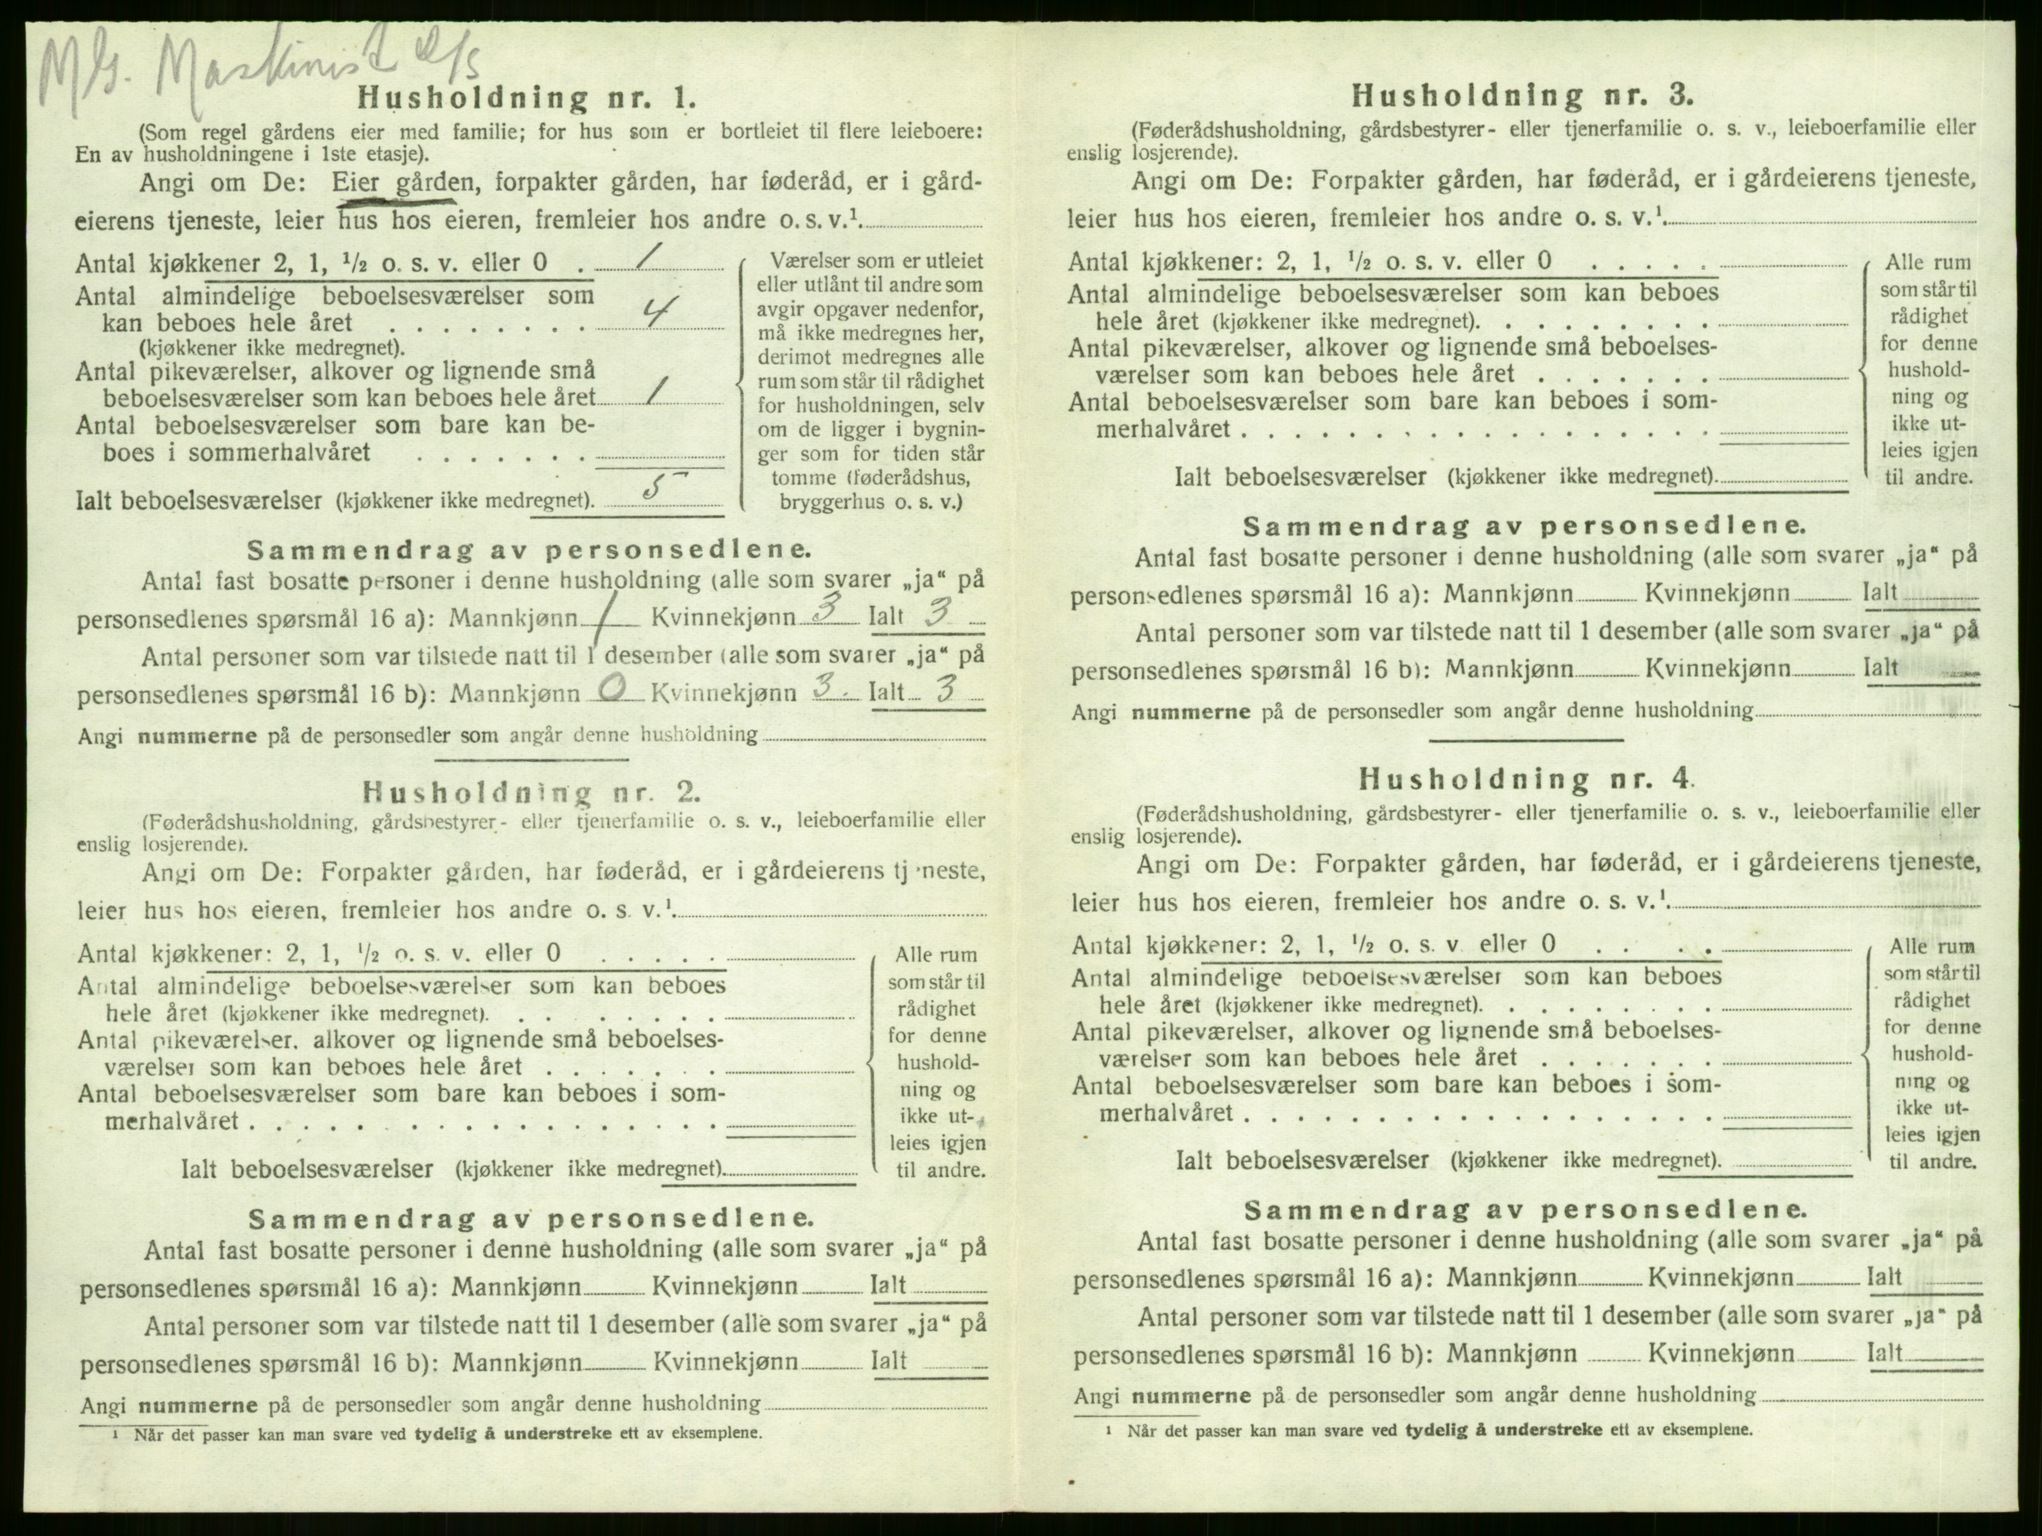 Maskinist
Husholdning nr. 1.
(Som regel gårdens eier med familie; for hus som er bortleiet til flere leieboere:
En av husholdningene i 1ste etasje).
Angi om De: Eier gården, forpakter gården, har føderåd, er i gård-
eierens tjeneste, leier hus hos eieren, fremleier hos andre o. s. v.¹.
Antal kjøkkener 2, 1, ½ o. s. v. eller 0 . 1
Antal almindelige beboelsesværelser som
kan beboes hele året . . . . . . . . 4
(kjøkkener ikke medregnet).
Antal pikeværelser, alkover og lignende små
beboelsesværelser som kan beboes hele året 1
Antal beboelsesværelser som bare kan be-
boes i sommerhalvåret . . . . . . .
Ialt beboelsesværelser (kjøkkener ikke medregnet). 5
Værelser som er utleiet
eller utlånt til andre som
avgir opgaver nedenfor,
må ikke medregnes her,
derimot medregnes alle
rum som står til rådighet
for husholdningen, selv
om de ligger i bygnin-
ger som for tiden står
tomme (føderådshus,
bryggerhus o. s. v.)
Sammendrag av personsedlene.
Antal fast bosatte personer i denne husholdning (alle som svarer „ja“ på
personsedlenes spørsmål 16 a): Mannkjønn 1 Kvinnekjønn 3 Ialt 3
Antal personer som var tilstede natt til 1 desember (alle som svarer „ja“ på
personsedlenes spørsmål 16 b): Mannkjønn 0 Kvinnekjønn 3. Ialt 3
Angi nummerne på de personsedler som angår denne husholdning
Husholdning nr. 2.
(Føderådshusholdning, gårdsbestyrer- eller tjenerfamilie o. s. v., leieboerfamilie eller
enslig losjerende).
Angi om De: Forpakter gården, har føderåd, er i gårdeierens tjeneste,
leier hus hos eieren, fremleier hos andre o. s. v.¹.
Antal kjøkkener: 2, 1, ½ o. s. v. eller 0 . . . . .
Antal almindelige beboelsesværelser som kan beboes
hele året (kjøkkener ikke medregnet). . . . . . . .
Antal pikeværelser, alkover og lignende små beboelses-
værelser som kan beboes hele året . . . . . . .
Antal beboelsesværelser som bare kan beboes i som-
merhalvåret . . . . . . . . . . . . . . . . . .
Ialt beboelsesværelser (kjøkkener ikke medregnet).
Alle rum
som står til
rådighet
for denne
hushold-
ning og
ikke ut-
leies igjen
til andre.
Sammendrag av personsedlene.
Antal fast bosatte personer i denne husholdning (alle som svarer „ja“ på
personsedlenes spørsmål 16 a): Mannkjønn Kvinnekjønn Ialt
Antal personer som var tilstede natt til 1 desember (alle som svarer „ja“ på
personsedlenes spørsmål 16 b): Mannkjønn Kvinnekjønn Ialt
Angi nummerne på de personsedler som angår denne husholdning
¹ Når det passer kan man svare ved tydelig å understreke ett av eksemplene.
Husholdning nr. 3.
(Føderådshusholdning, gårdsbestyrer- eller tjenerfamilie o. s. v., leieboerfamilie eller
enslig losjerende).
Angi om De: Forpakter gården, har føderåd, er i gårdeierens tjeneste,
leier hus hos eieren, fremleier hos andre o. s. v.¹.
Antal kjøkkener: 2, 1, ½ o. s. v. eller 0 . . . . .
Antal almindelige beboelsesværelser som kan beboes
hele året (kjøkkener ikke medregnet). . . . . . . .
Antal pikeværelser, alkover og lignende små beboelses-
værelser som kan beboes hele året . . . . . . .
Antal beboelsesværelser som bare kan beboes i som-
merhalvåret . . . . . . . . . . . . . . . . . .
Ialt beboelsesværelser (kjøkkener ikke medregnet).
Alle rum
som står til
rådighet
for denne
hushold-
ning og
ikke ut-
leies igjen
til andre.
Sammendrag av personsedlene.
Antal fast bosatte personer i denne husholdning (alle som svarer „ja“ på
personsedlenes spørsmål 16 a): Mannkjønn Kvinnekjønn Ialt
Antal personer som var tilstede natt til 1 desember (alle som svarer „ja“ på
personsedlenes spørsmål 16 b): Mannkjønn Kvinnekjønn Ialt
Angi nummerne på de personsedler som angår denne husholdning
Husholdning nr. 4.
(Føderådshusholdning, gårdsbestyrer- eller tjenerfamilie o. s. v., leieboerfamilie eller
enslig losjerende).
Angi om De: Forpakter gården, har føderåd, er i gårdeierens tjeneste,
leier hus hos eieren, fremleier hos andre o. s. v.¹.
Antal kjøkkener: 2, 1, ½ o. s. v eller 0 . . . . .
Antal almindelige beboelsesværelser som kan beboes
hele året (kjøkkener ikke medregnet). . . . . . . .
Antal pikeværelser, alkover og lignende små beboelses-
værelser som kan beboes hele året . . . . . . .
Antal beboelsesværelser som bare kan beboes i som-
merhalvåret . . . . . . . . . . . . . . . . . .
Ialt beboelsesværelser (kjøkkener ikke medregnet).
Alle rum
som står til
rådighet
for denne
hushold-
ning og
ikke ut-
leies igjen
til andre.
Sammendrag av personsedlene.
Antal fast bosatte personer i denne husholdning (alle som svarer „ja“ på
personsedlenes spørsmål 16 a): Mannkjønn Kvinnekjønn Ialt
Antal personer som var tilstede natt til 1 desember (alle som svarer „ja“ på
personsedlenes spørsmål 16 b): Mannkjønn Kvinnekjønn Ialt
Angi nummerne på de personsedler som angår denne husholdning
¹ Når det passer kan man svare ved tydelig å understreke ett av eksemplene.